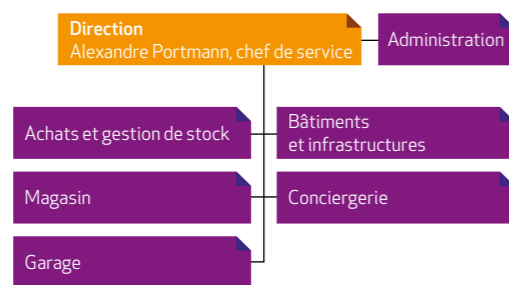 Direction
Alexandre Portmann, chef de service
Administration
Achats et gestion de stock
Bâtiments
et infrastructures
Magasin
Conciergerie
Garage